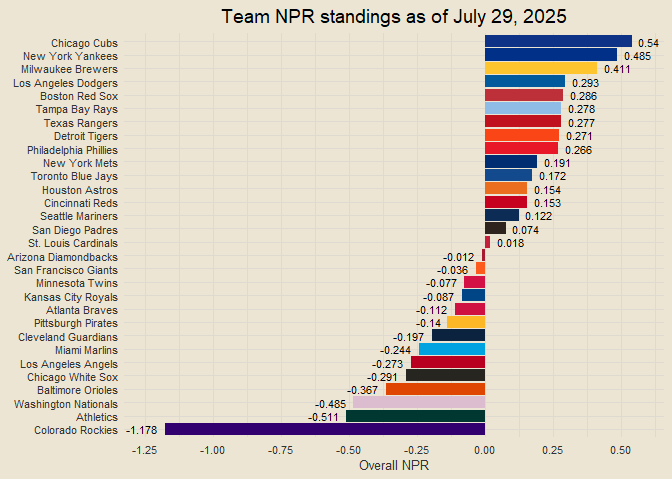 Team NPR standings as of July 29, 2025
Chicago Cubs 0.54
New York Yankees 0.485
Milwaukee Brewers 0.411
Los Angeles Dodgers 0.293
Boston Red Sox 0.286
Tampa Bay Rays 0.278
Texas Rangers 0.277
Detroit Tigers 0.271
Philadelphia Phillies 0.266
New York Mets 0.191
Toronto Blue Jays 0.172
Houston Astros 0.154
Cincinnati Reds 0.153
Seattle Mariners 0.122
San Diego Padres 0.074
St. Louis Cardinals 0.018
Arizona Diamondbacks -0.012
San Francisco Giants -0.036
Minnesota Twins -0.077
Kansas City Royals -0.087
Atlanta Braves -0.112
Pittsburgh Pirates -0.14
Cleveland Guardians -0.197
Miami Marlins -0.244
Los Angeles Angels -0.273
Chicago White Sox -0.291
Baltimore Orioles -0.367
Washington Nationals -0.485
Athletics -0.511
Colorado Rockies -1.178
-1.25 -1.00 -0.75 -0.50 -0.25 0.00 0.25 0.50
Overall NPR